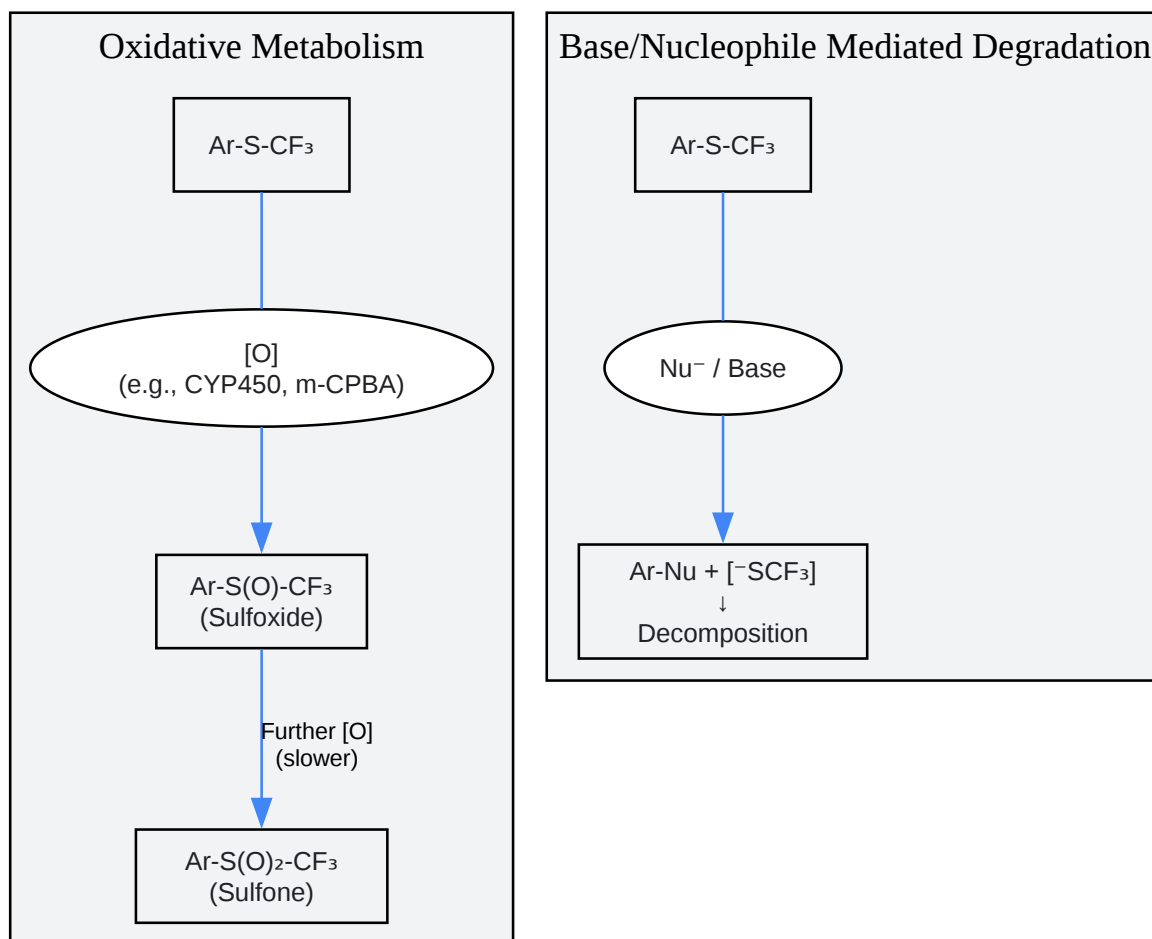 Oxidative Metabolism
Ar-S-CF₃
[O]
(e.g., CYP450, m-CPBA)
Ar-S(O)-CF₃
(Sulfoxide)
Further [O]
(slower)
Ar-S(O)₂-CF₃
(Sulfone)
Base/Nucleophile Mediated Degradation
Ar-S-CF₃
Nu⁻ / Base
Ar-Nu + [⁻SCF₃]
↓
Decomposition